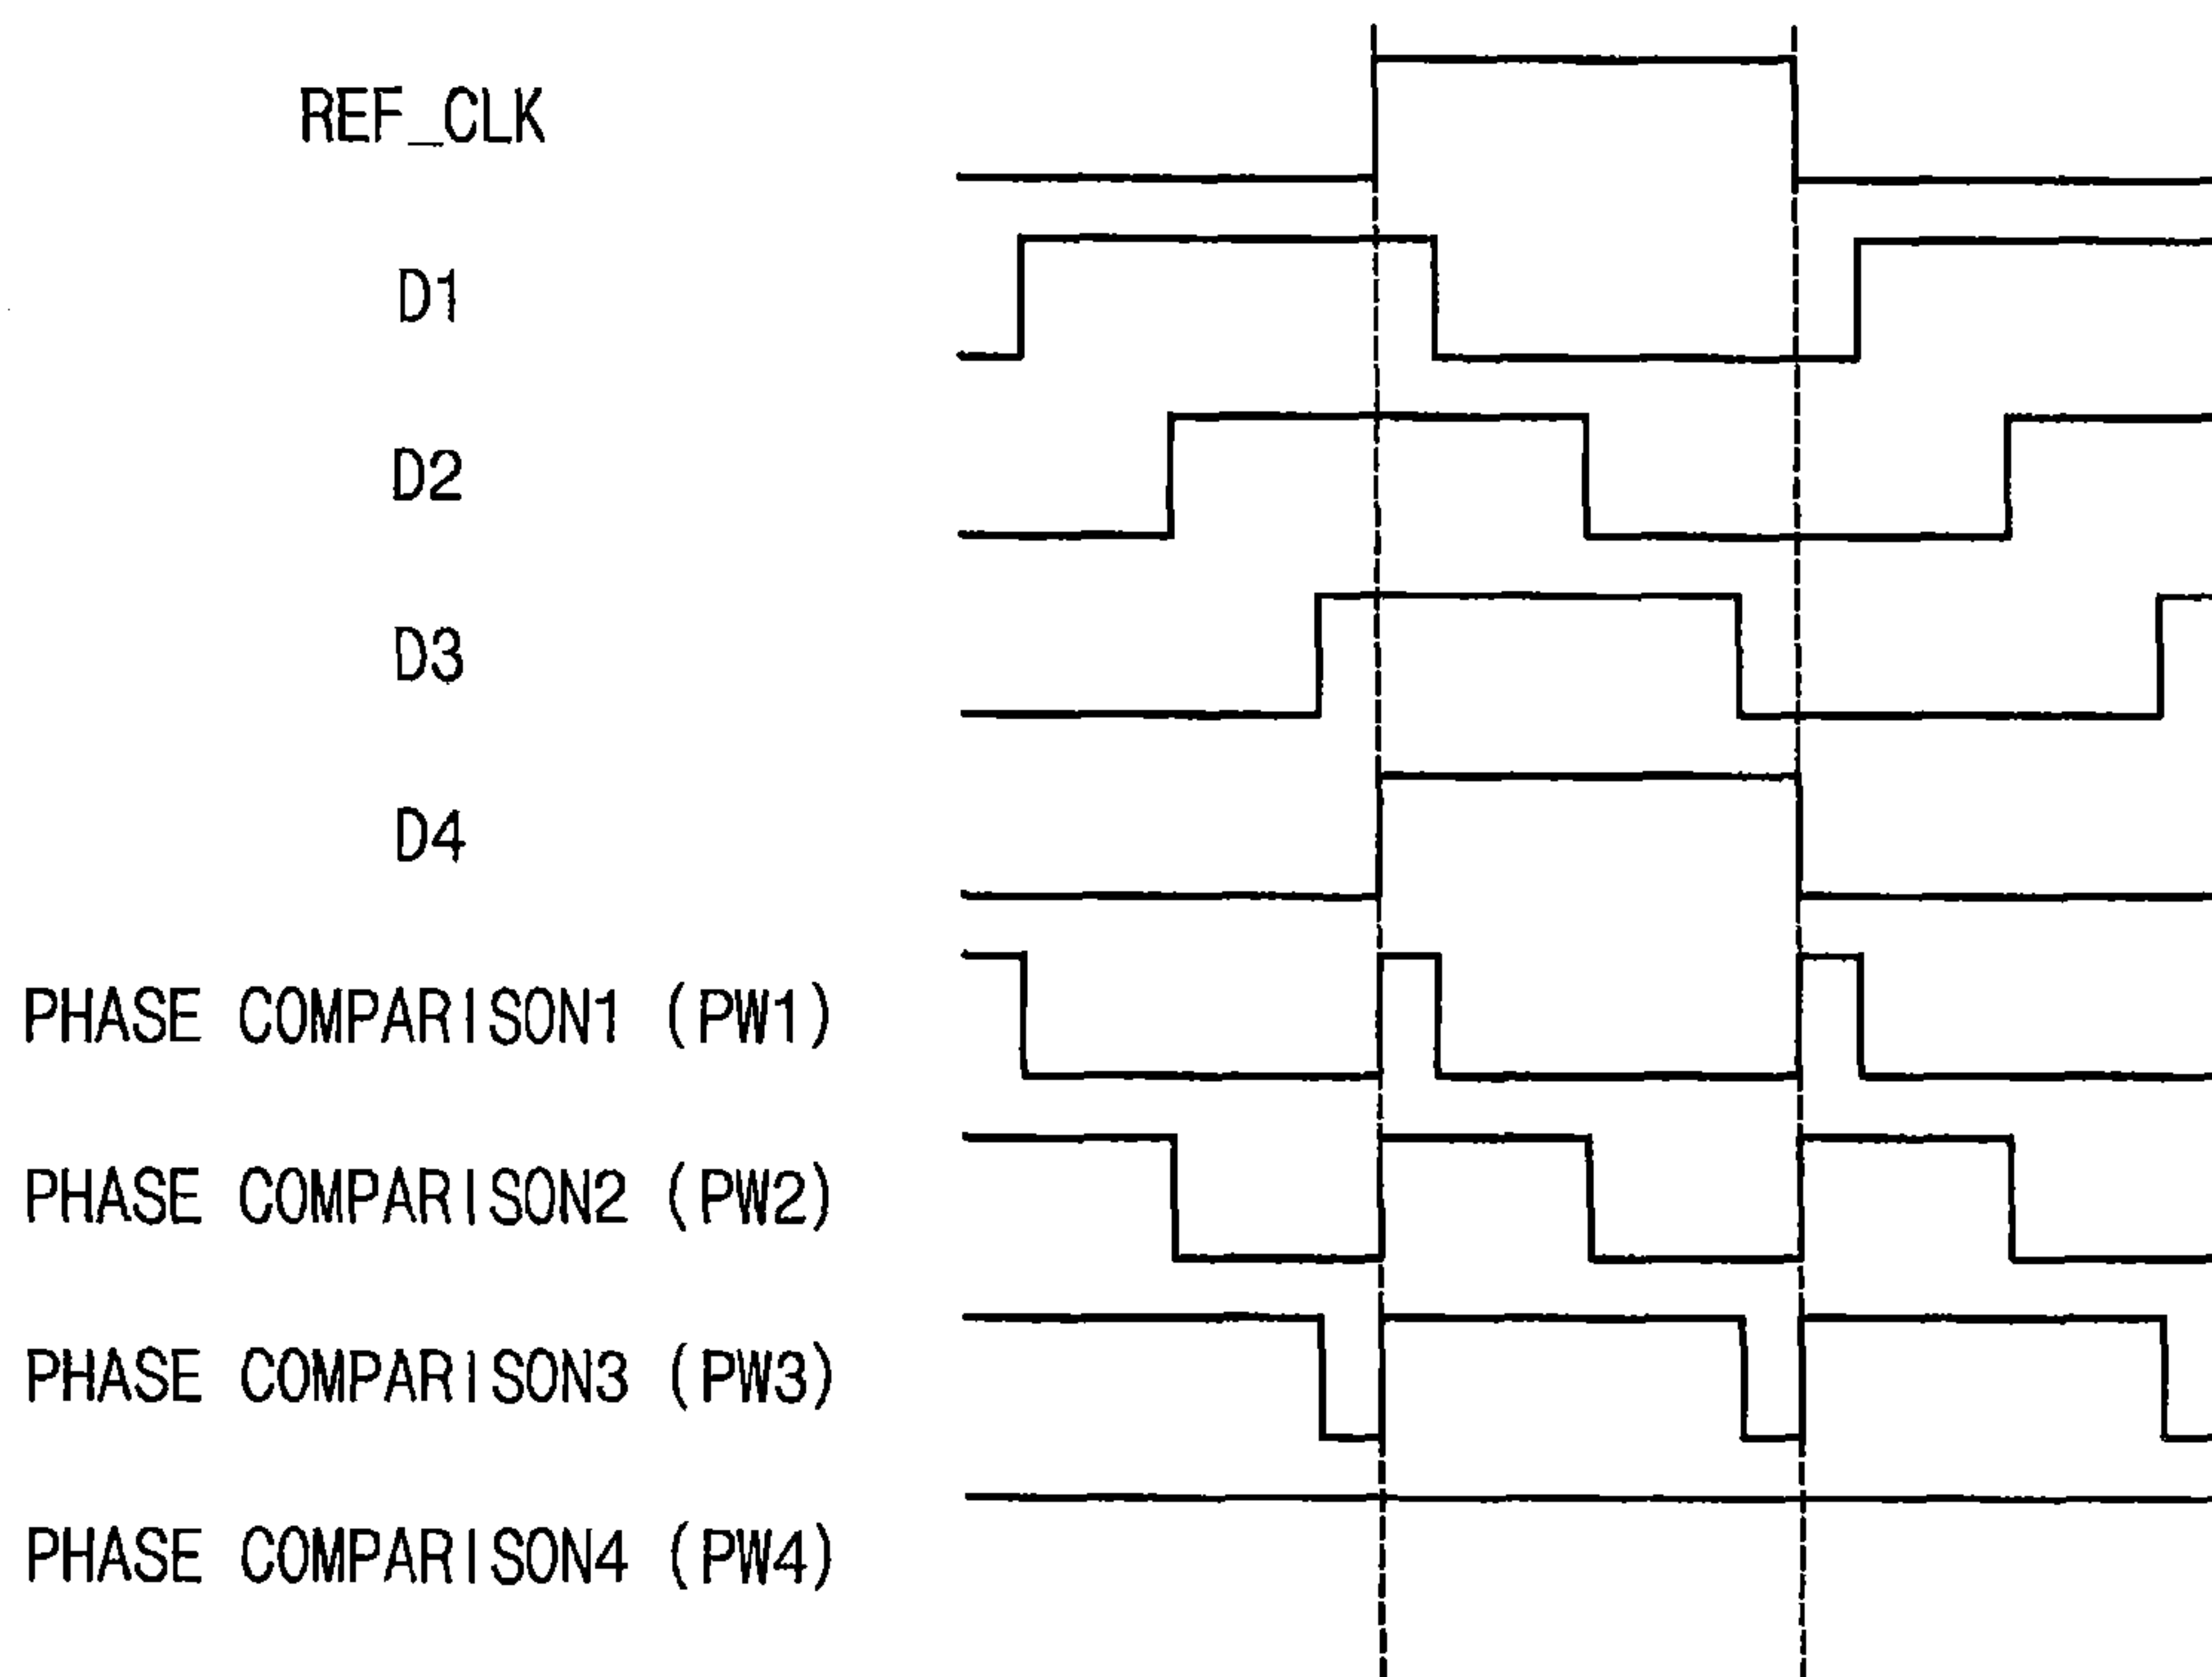 REF_CLK
D1
D2
D3
D4
PHASE COMPARISON1 (PW1)
PHASE COMPARISON2 (PW2)
PHASE COMPARISON3 (PW3)
PHASE COMPARISON4 (PW4)